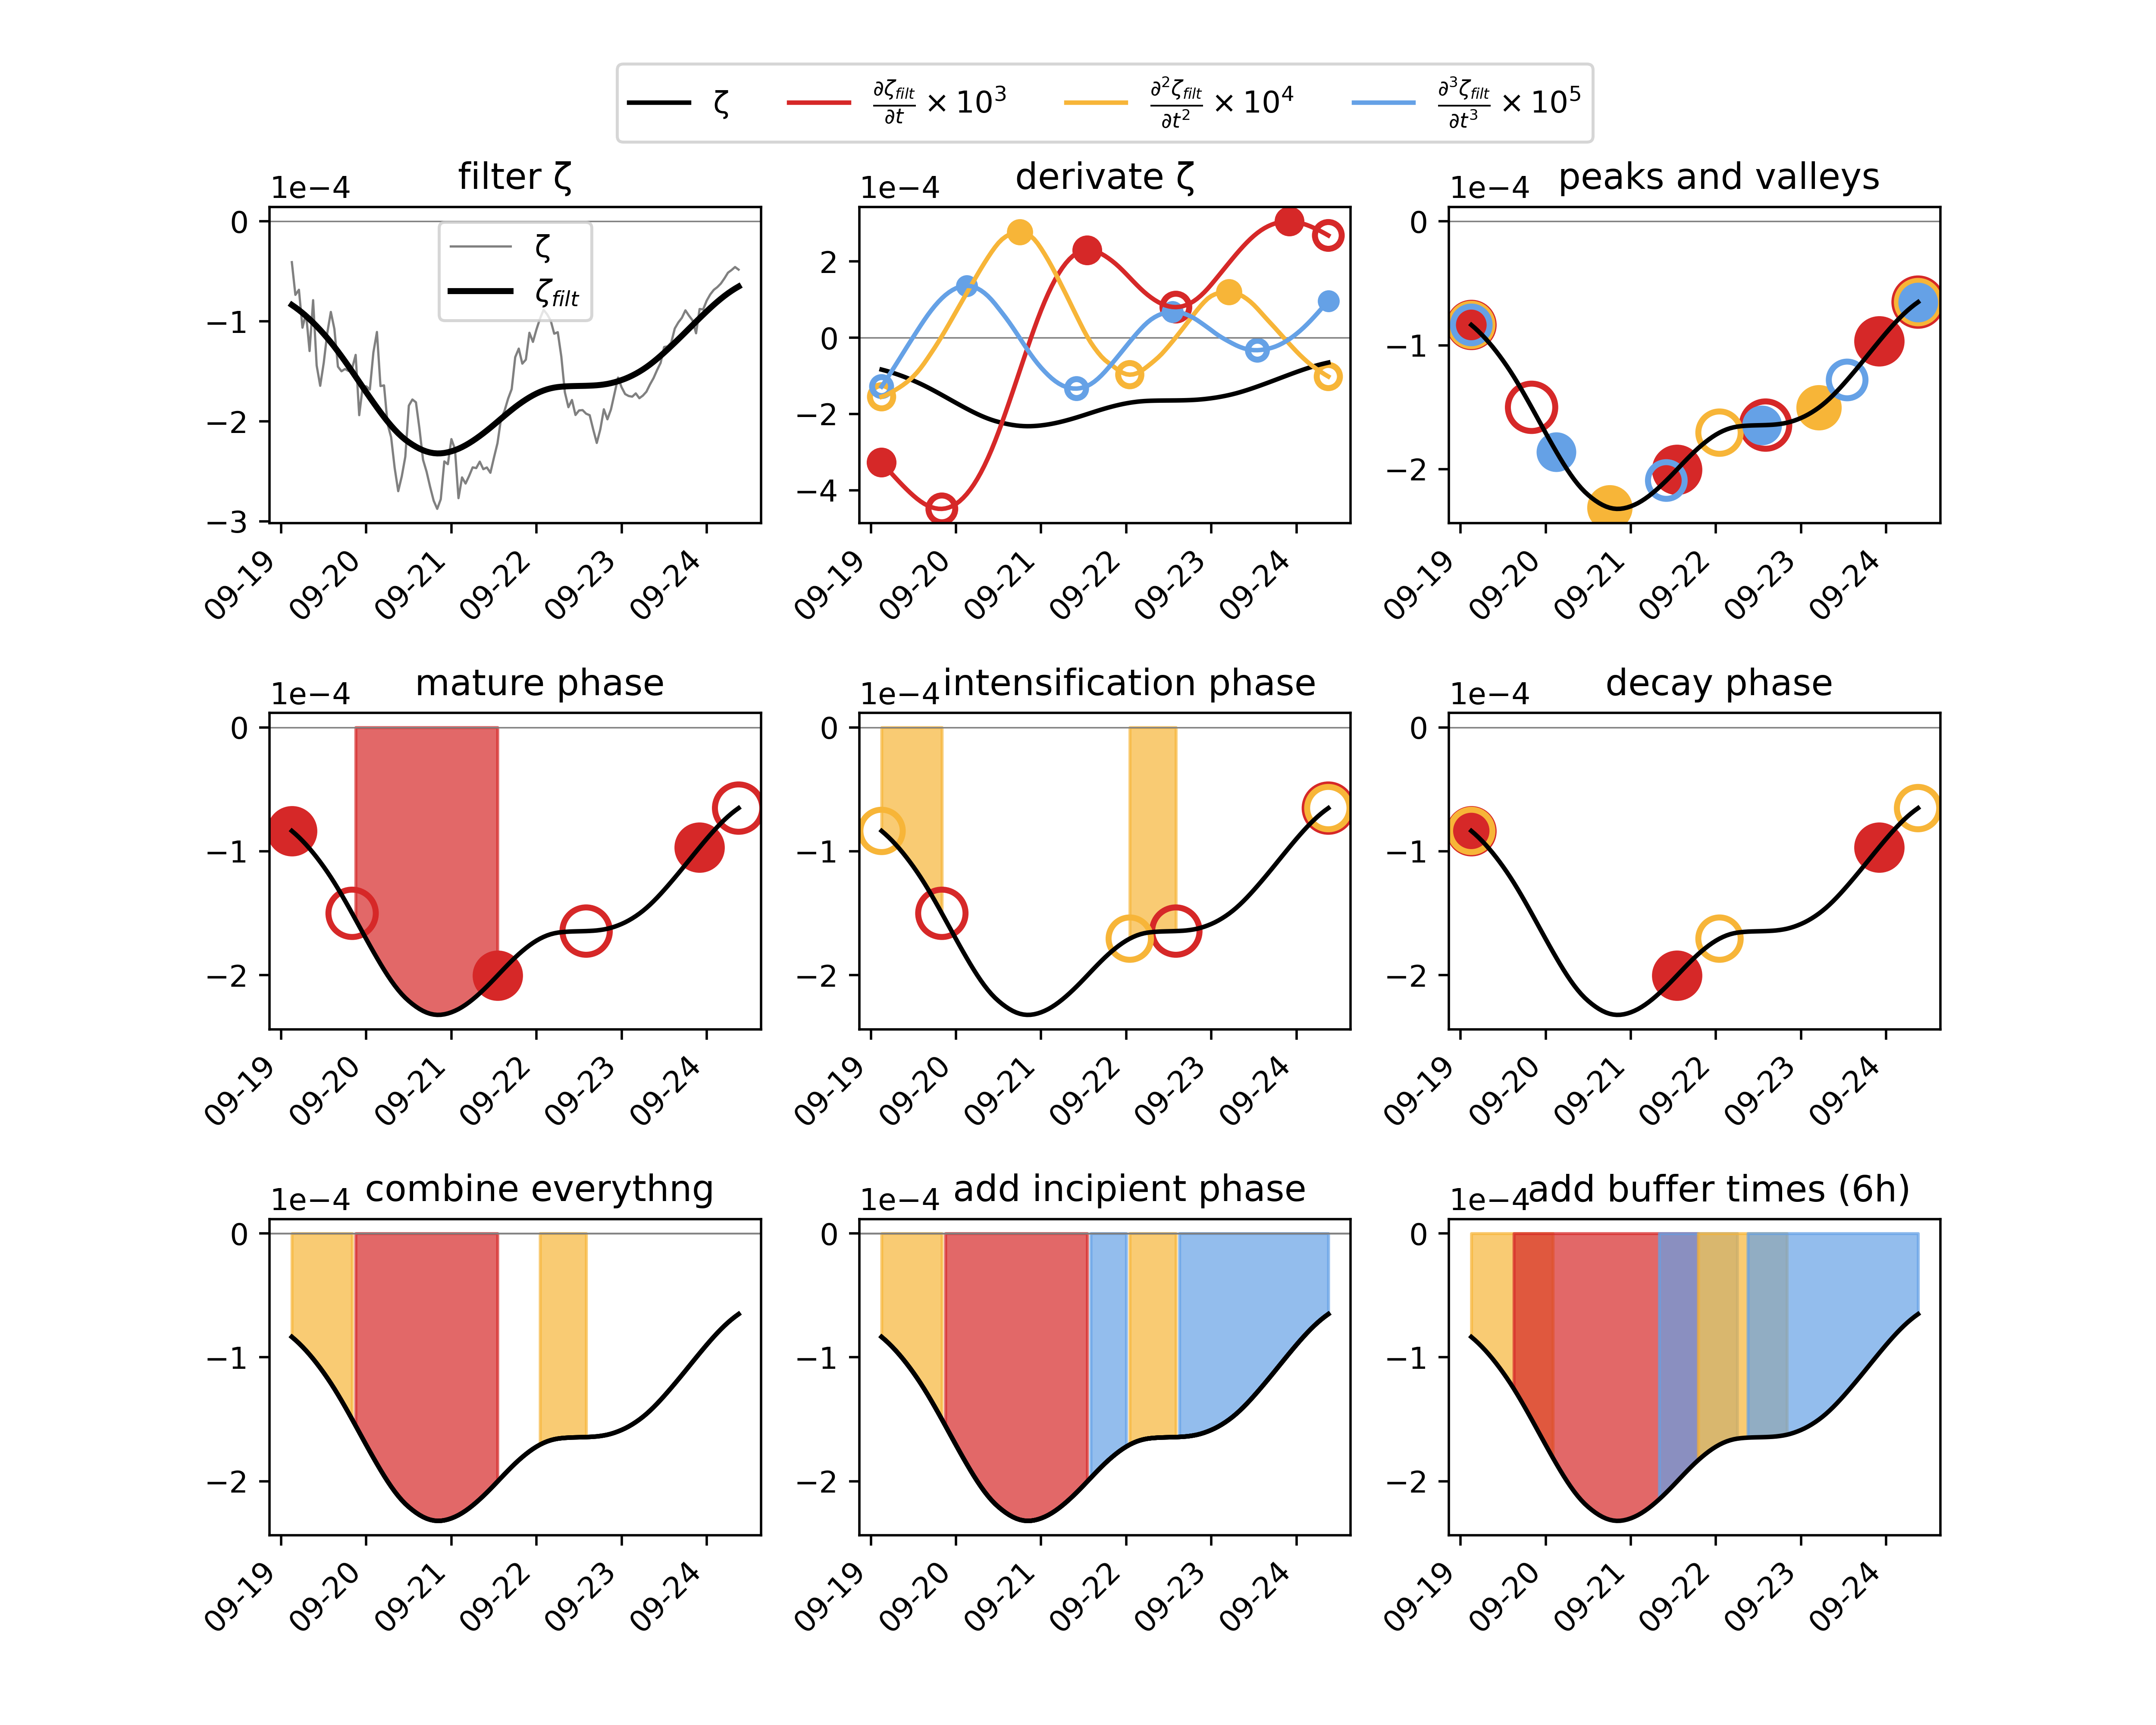 ζ ∂ζ_filt/∂t × 10³ ∂²ζ_filt/∂t² × 10⁴ ∂³ζ_filt/∂t³ × 10⁵
filter ζ
1e−4
0
−1
−2
−3
ζ
ζ_filt
09-19 09-20 09-21 09-22 09-23 09-24
derivate ζ
1e−4
2
0
−2
−4
09-19 09-20 09-21 09-22 09-23 09-24
peaks and valleys
1e−4
0
−1
−2
09-19 09-20 09-21 09-22 09-23 09-24
mature phase
1e−4
0
−1
−2
09-19 09-20 09-21 09-22 09-23 09-24
intensification phase
1e−4
0
−1
−2
09-19 09-20 09-21 09-22 09-23 09-24
decay phase
1e−4
0
−1
−2
09-19 09-20 09-21 09-22 09-23 09-24
combine everythng
1e−4
0
−1
−2
09-19 09-20 09-21 09-22 09-23 09-24
add incipient phase
1e−4
0
−1
−2
09-19 09-20 09-21 09-22 09-23 09-24
add buffer times (6h)
1e−4
0
−1
−2
09-19 09-20 09-21 09-22 09-23 09-24